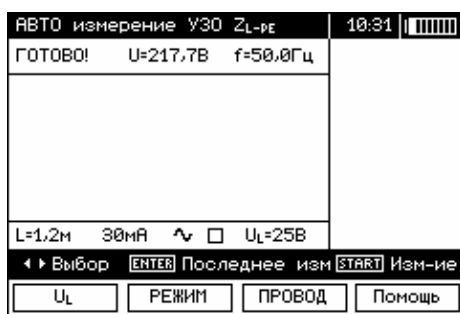 АВТО измерение УЗО ZL-PE 10:31
ГОТОВО! U=217,7В f=50,0Гц
L=1,2м 30мА UL=25В
Выбор ENTER Последнее изм START Изм-ие
UL РЕЖИМ ПРОВОД Помощь